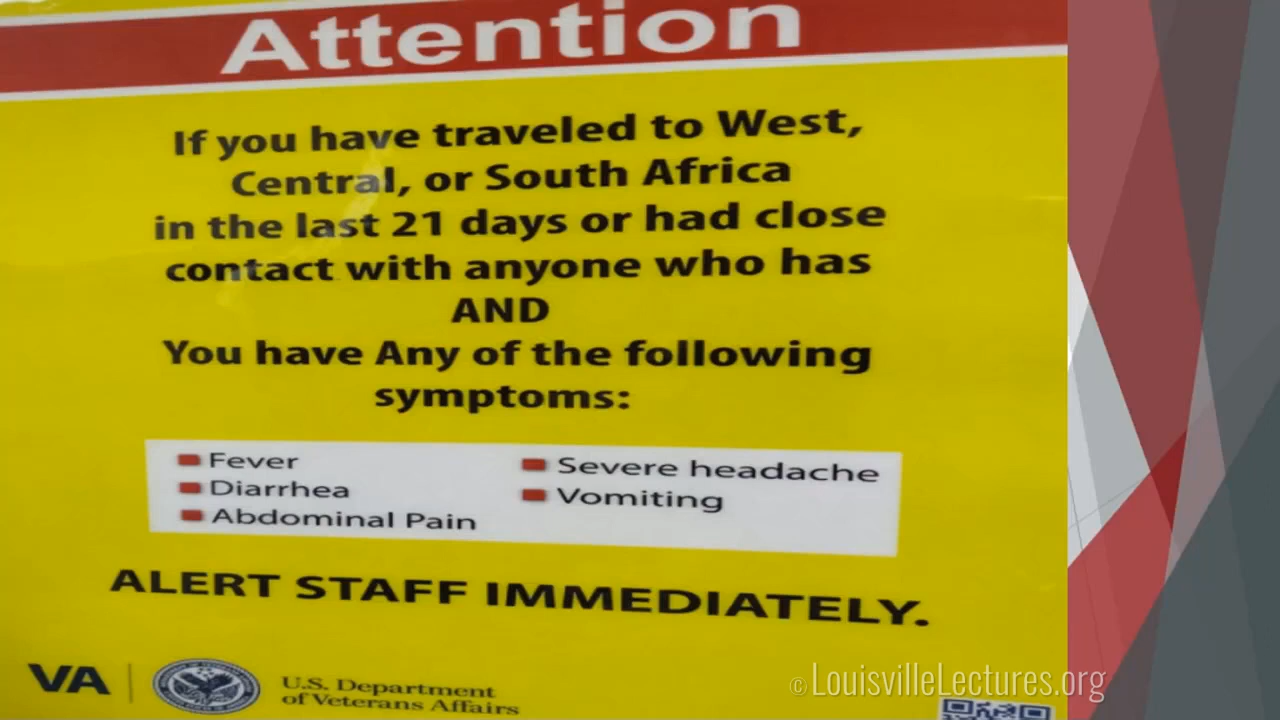 Attention
If you have traveled to West,
Central, or South Africa
in the last 21 days or had close
contact with anyone who has
AND
You have Any of the following
symptoms:
Fever
Diarrhea
Abdominal Pain
Severe headache
Vomiting
ALERT STAFF IMMEDIATELY.
VA
U.S. Department
of Veterans Affairs
© LouisvilleLectures.org